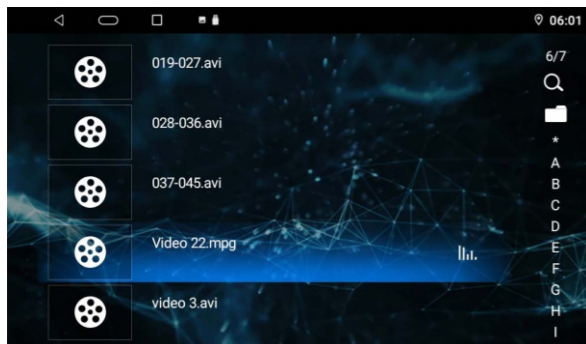 06:01
019-027.avi
6/7
028-036.avi
*
A
037-045.avi
B
C
D
Video 22.mpg
E
F
G
video 3.avi
H
I